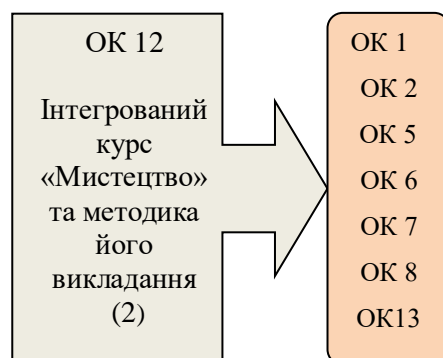 ОК 12
Інтегрований
курс
«Мистецтво»
та методика
його
викладання
(2)
ОК 1
ОК 2
ОК 5
ОК 6
ОК 7
ОК 8
ОК13